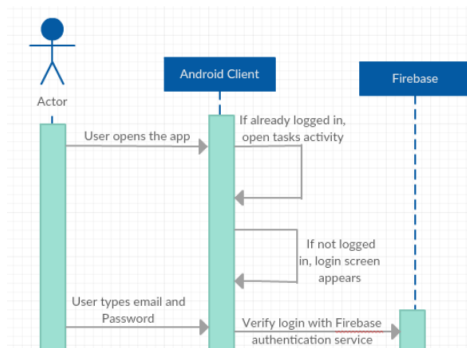 Android Client
Firebase
Actor
If already logged in,
open tasks activity
User opens the app
If not logged
in, login screen
appears
User types email and
Password
Verify login with Firebase
authentication service